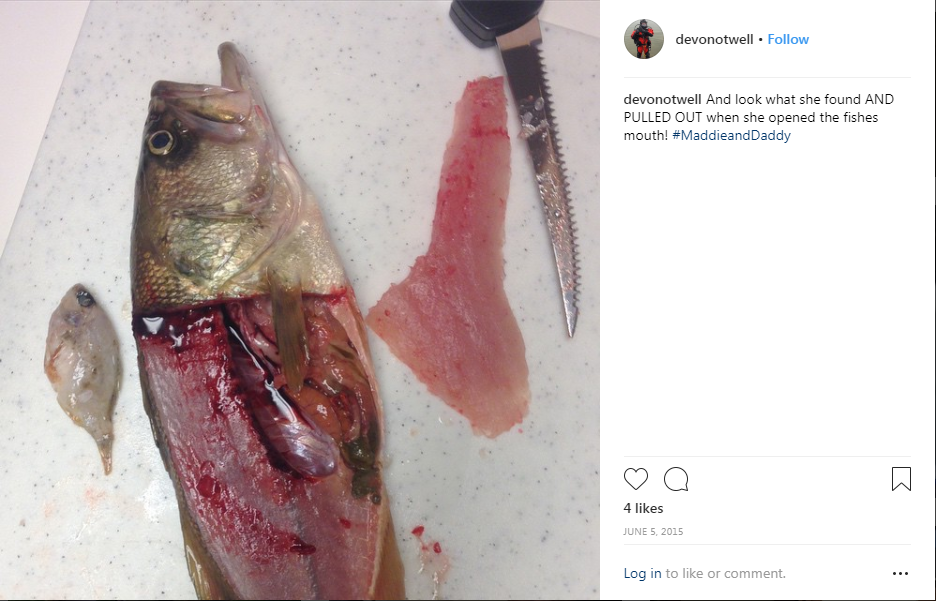 devonotwell • Follow
devonotwell And look what she found AND
PULLED OUT when she opened the fishes
mouth! #MaddieandDaddy
4 likes
JUNE 5, 2015
Log in to like or comment.